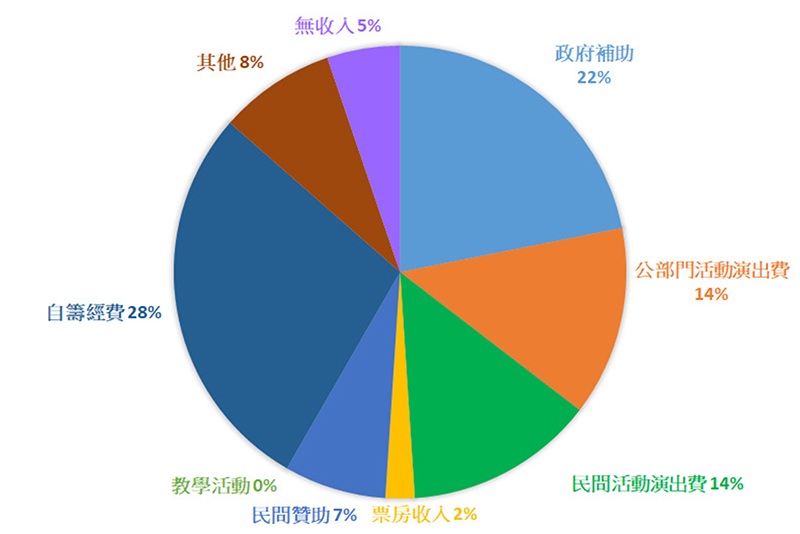 無收入 5%
其他 8%
政府補助
22%
公部門活動演出費
14%
自籌經費 28%
教學活動 0%
民間活動演出費 14%
民間贊助 7%
票房收入 2%